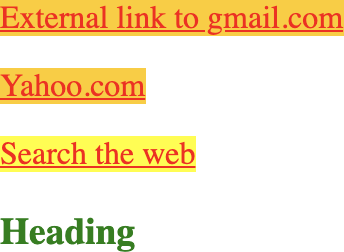 External link to gmail.com
Yahoo.com
Search the web
Heading